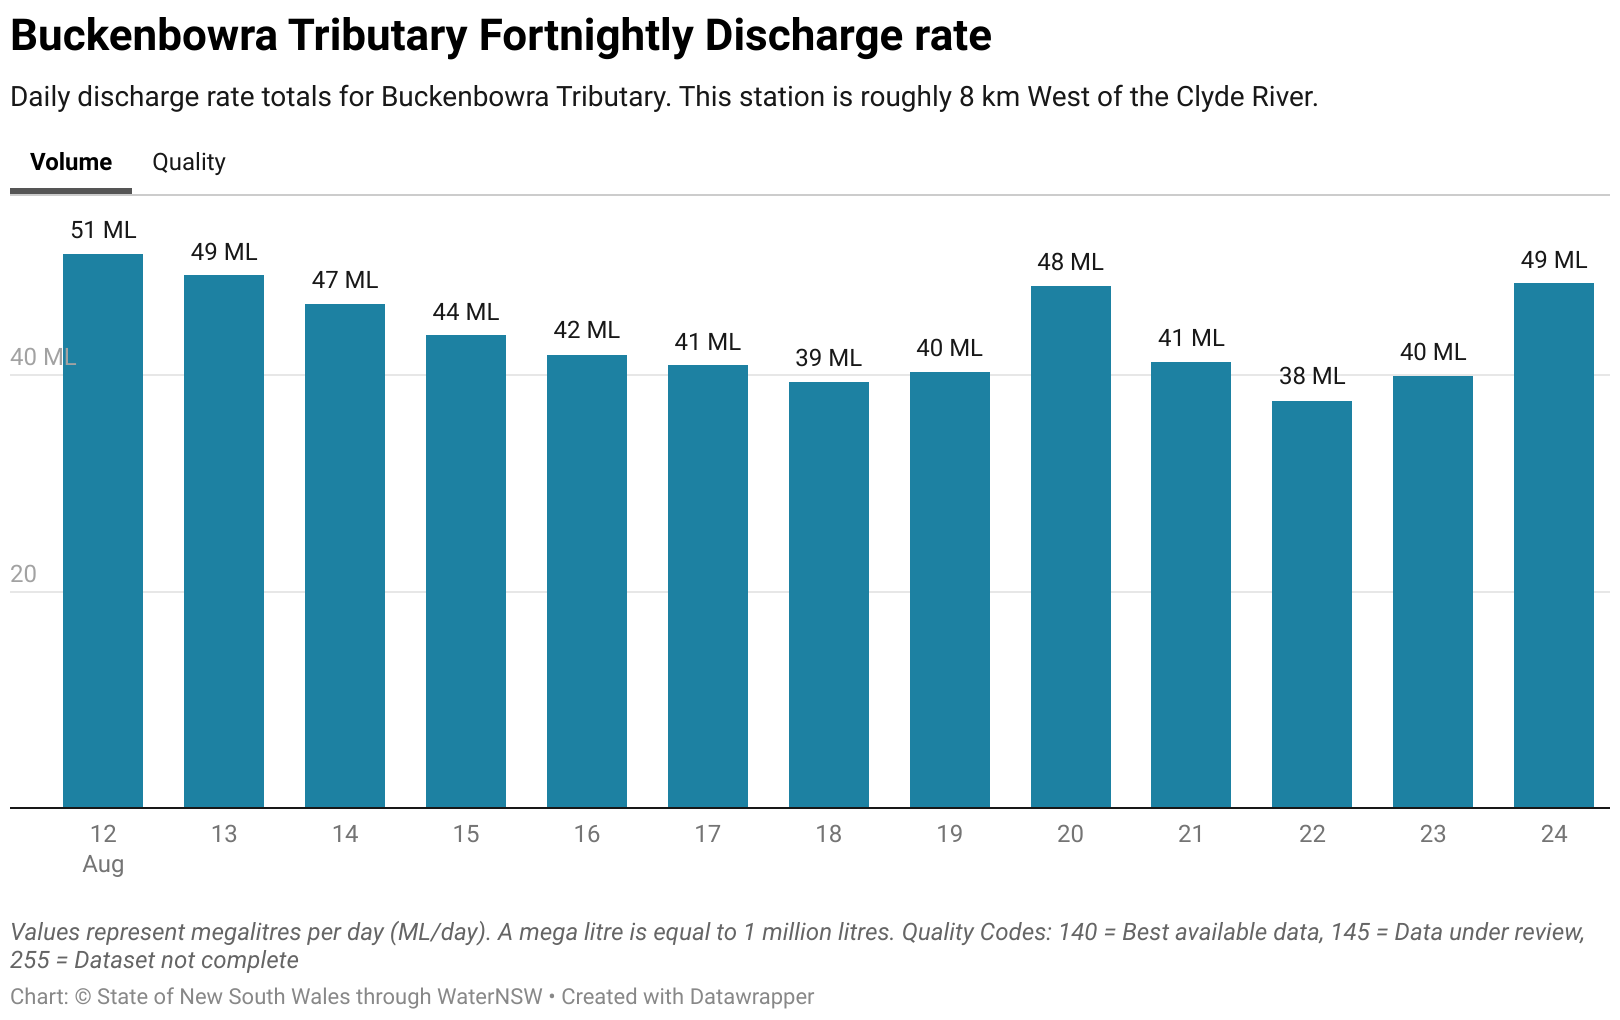 Buckenbowra Tributary Fortnightly Discharge rate
Daily discharge rate totals for Buckenbowra Tributary. This station is roughly 8 km West of the Clyde River.
Volume Quality
51 ML
49 ML
47 ML
44 ML
42 ML
41 ML
39 ML
40 ML
48 ML
41 ML
38 ML
40 ML
49 ML
40 ML
20
12 13 14 15 16 17 18 19 20 21 22 23 24
Aug
Values represent megalitres per day (ML/day). A mega litre is equal to 1 million litres. Quality Codes: 140 = Best available data, 145 = Data under review,
255 = Dataset not complete
Chart: © State of New South Wales through WaterNSW • Created with Datawrapper